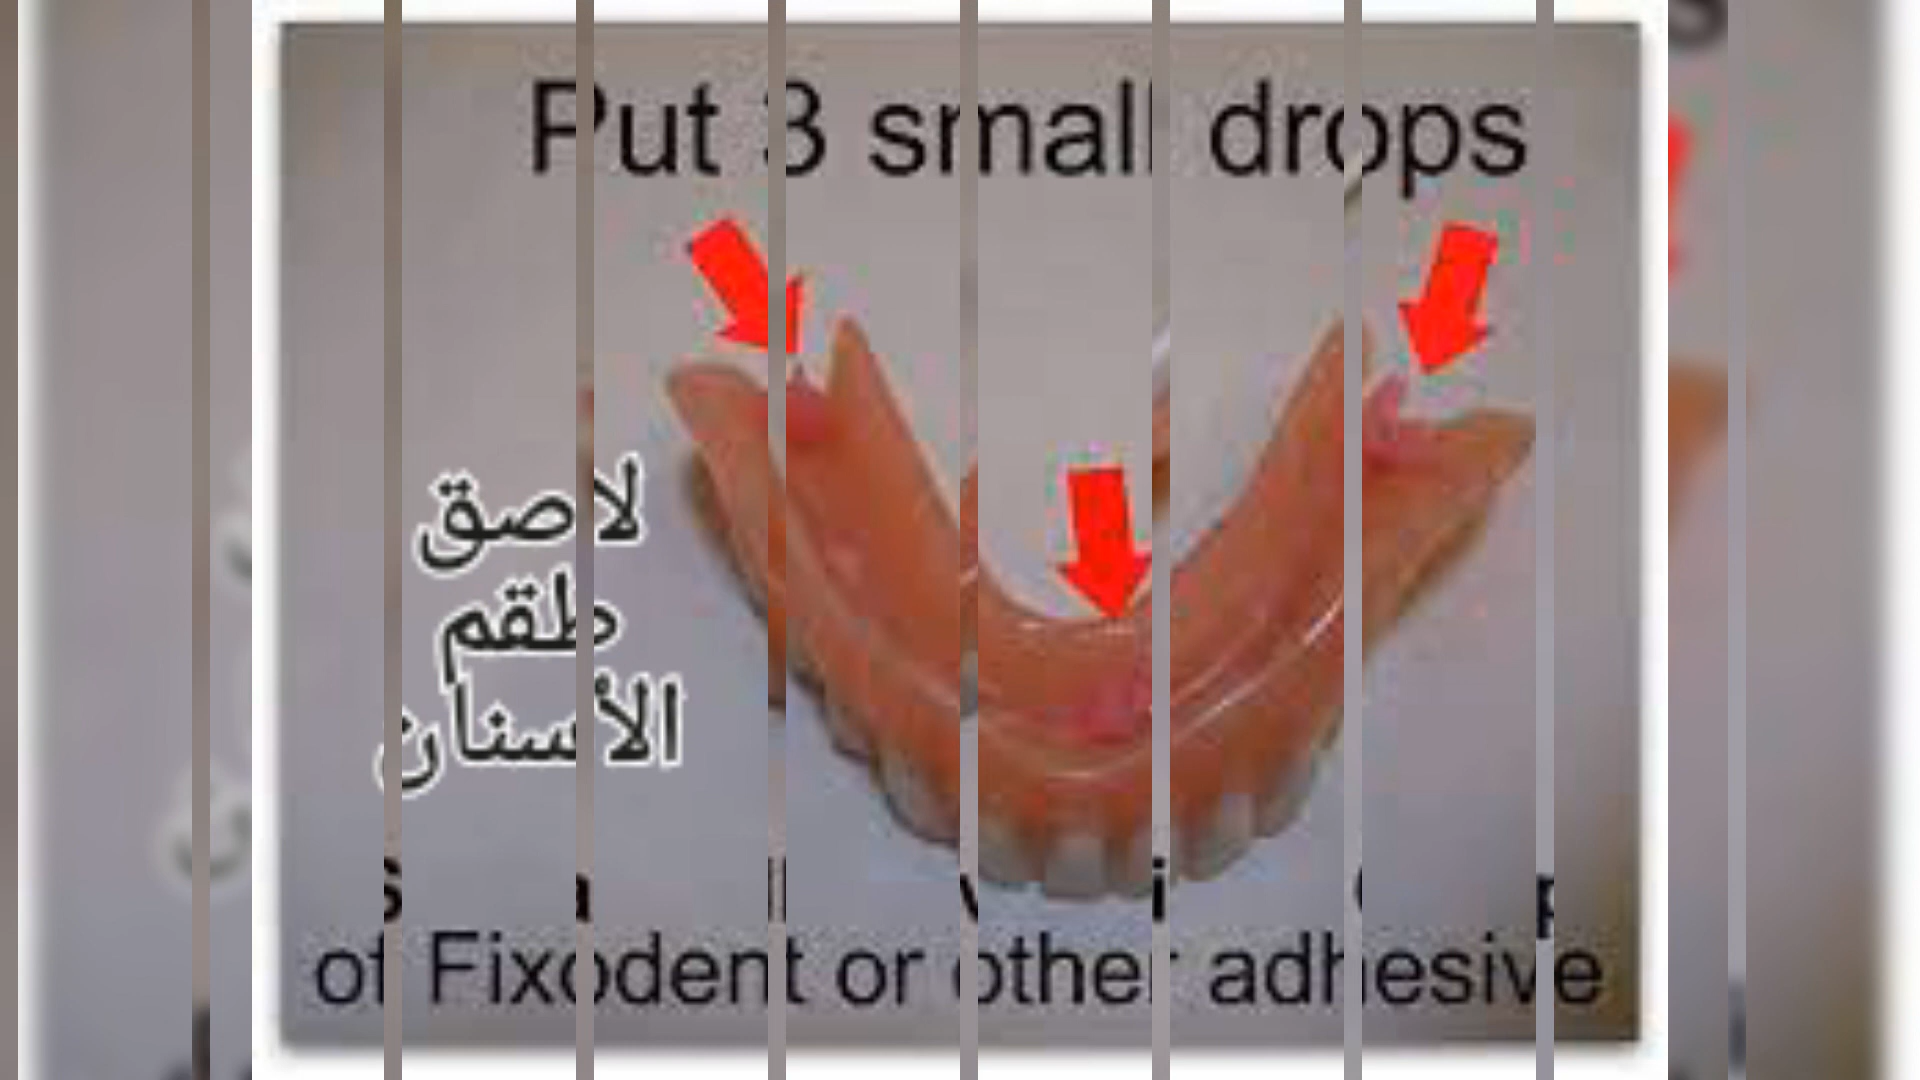 Put 3 small drops
لاصق
طقم
الأسنان
of Fixodent or other adhesive